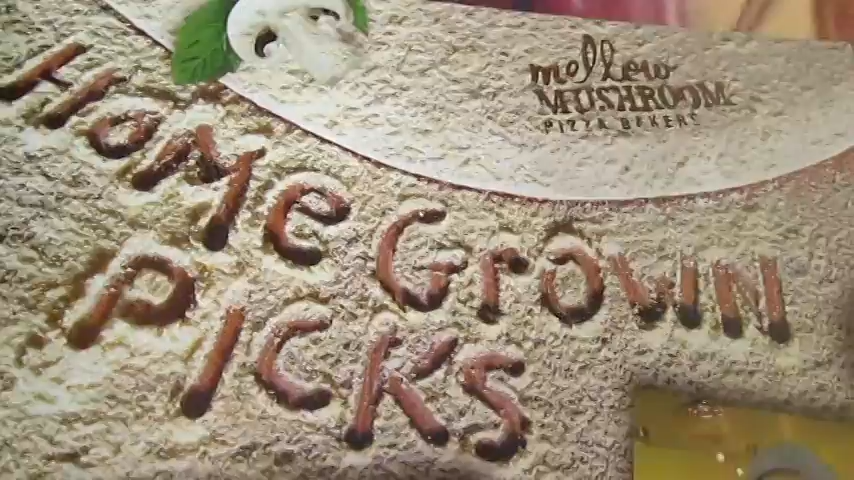 mellow
MUSHROOM
PIZZA BAKERS
HOMe GrOWN
PICKS